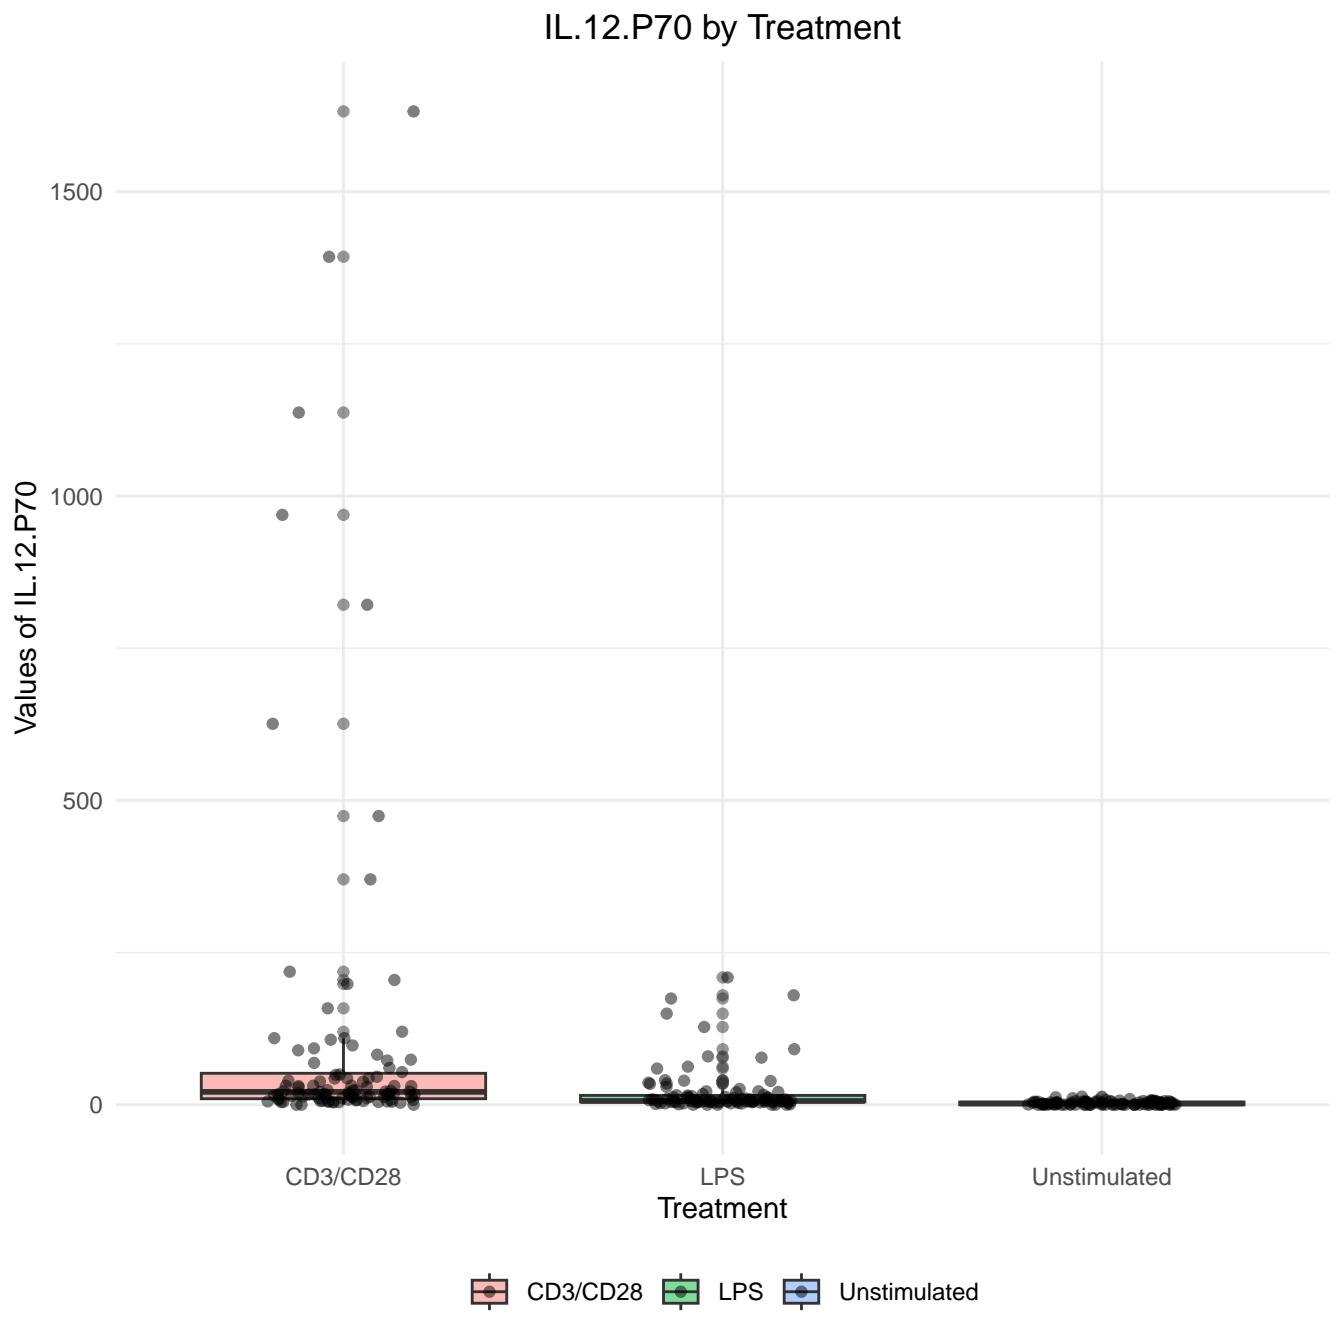 IL.12.P70 by Treatment
Values of IL.12.P70
1500
1000
500
0
CD3/CD28 LPS Unstimulated
Treatment
CD3/CD28 LPS Unstimulated